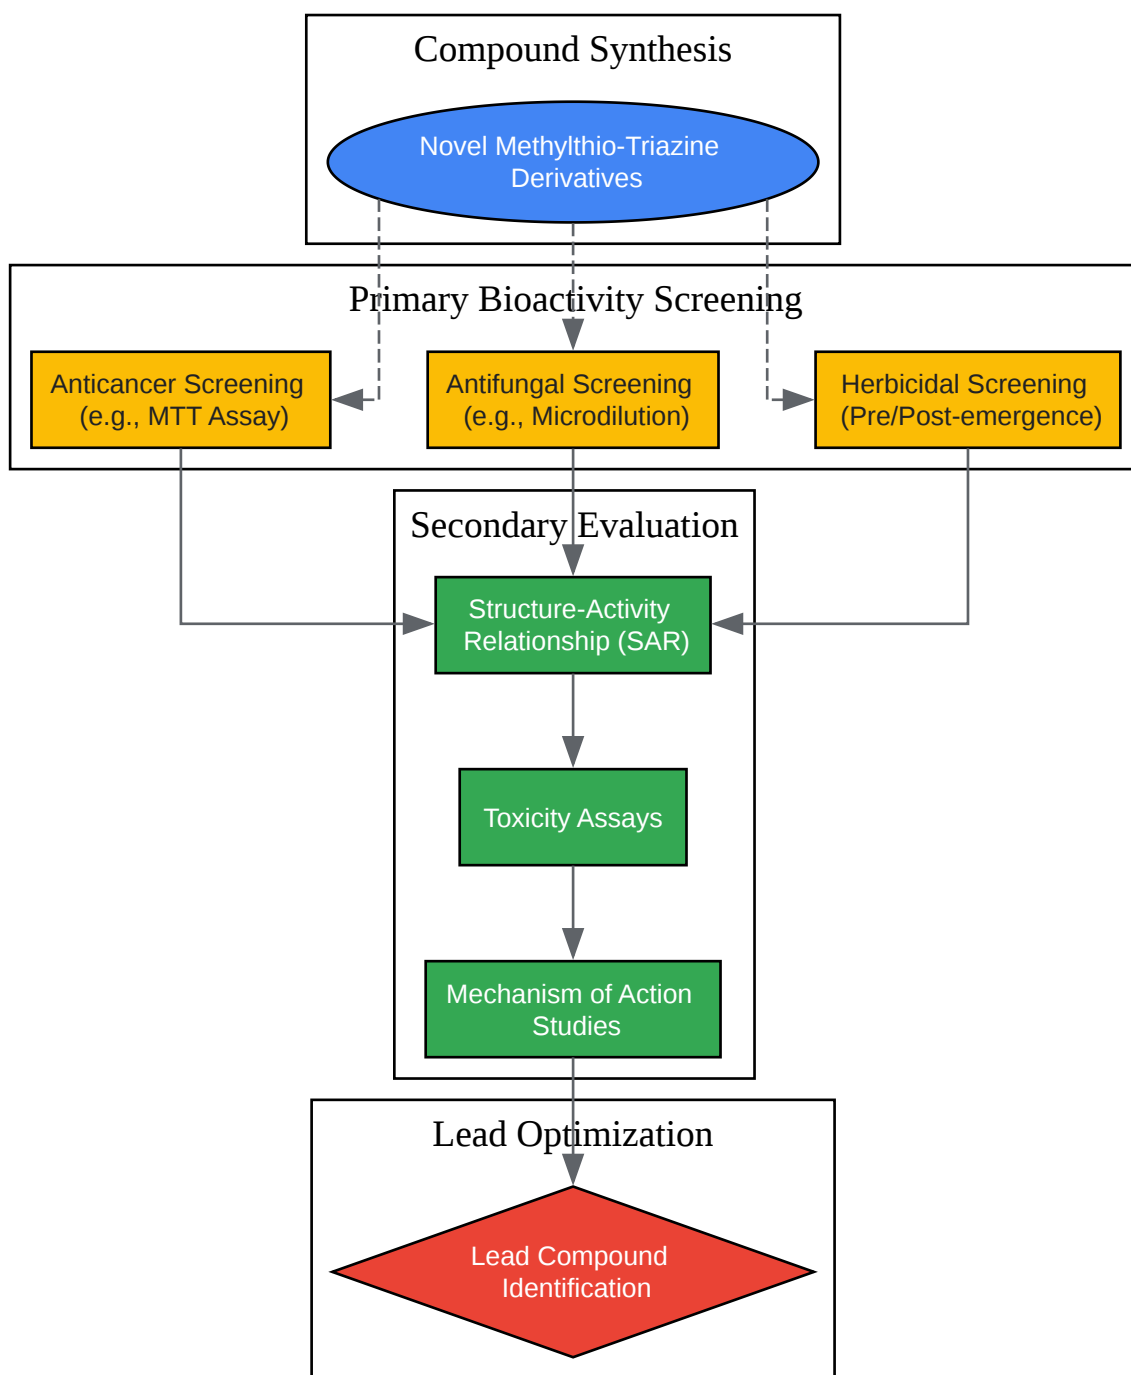 Compound Synthesis
Novel Methylthio-Triazine
Derivatives
Primary Bioactivity Screening
Anticancer Screening
(e.g., MTT Assay)
Antifungal Screening
(e.g., Microdilution)
Herbicidal Screening
(Pre/Post-emergence)
Secondary Evaluation
Structure-Activity
Relationship (SAR)
Toxicity Assays
Mechanism of Action
Studies
Lead Optimization
Lead Compound
Identification